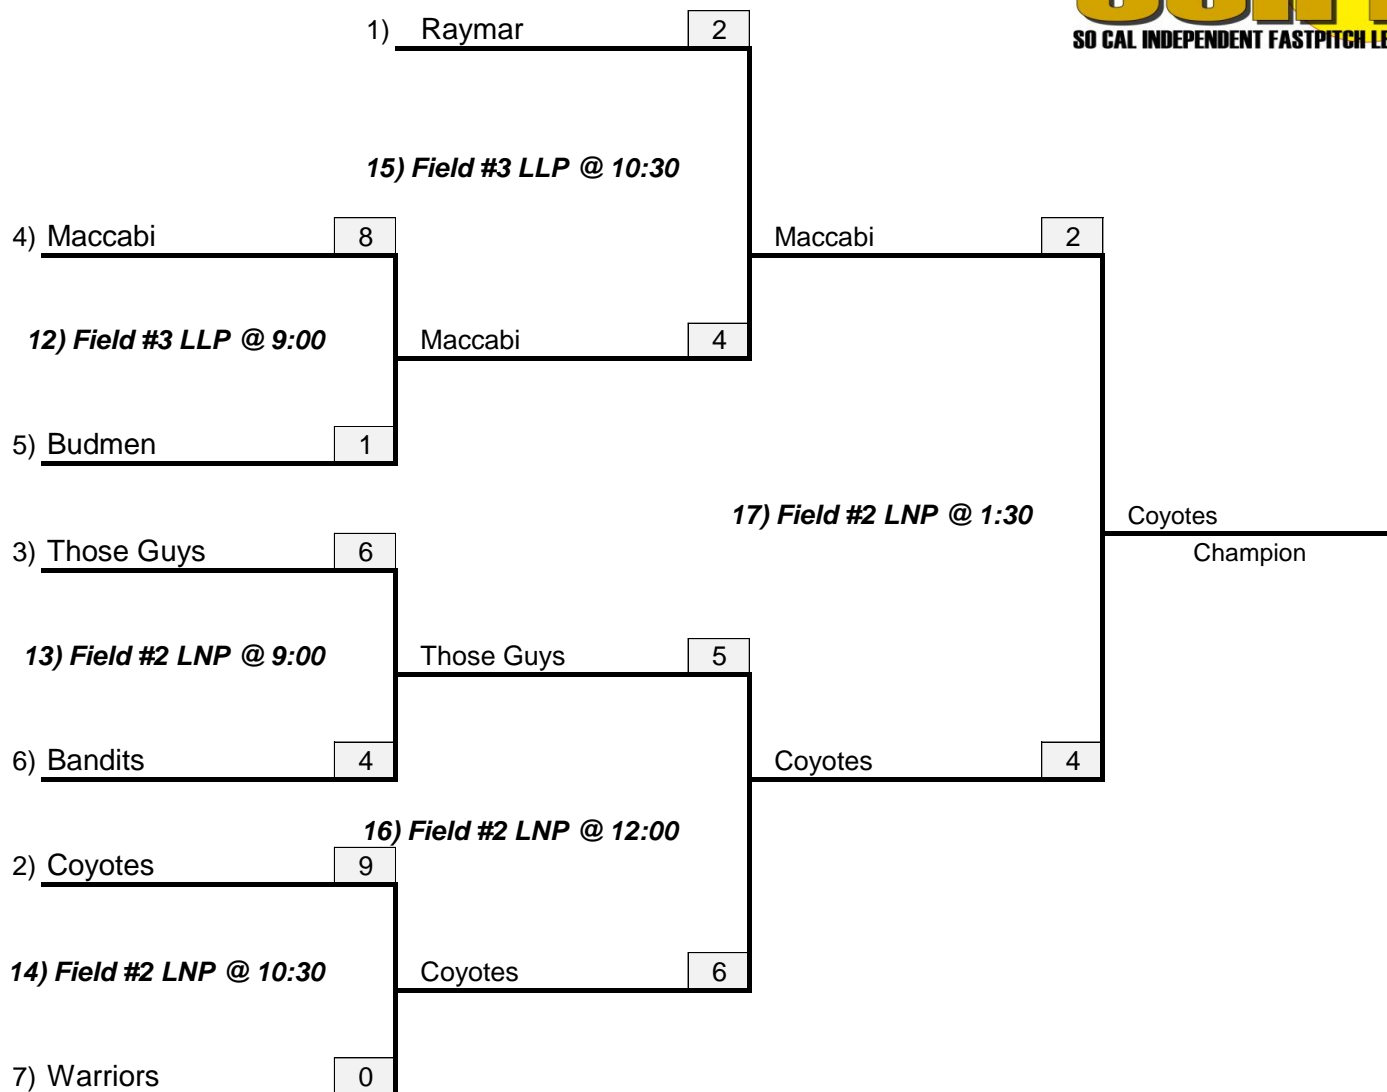 SO CAL INDEPENDENT FASTPITCH
1) Raymar 2
15) Field #3 LLP @ 10:30
4) Maccabi 8
Maccabi 2
12) Field #3 LLP @ 9:00
Maccabi 4
5) Budmen 1
17) Field #2 LNP @ 1:30
Coyotes
Champion
3) Those Guys 6
13) Field #2 LNP @ 9:00
Those Guys 5
6) Bandits 4
Coyotes 4
16) Field #2 LNP @ 12:00
2) Coyotes 9
14) Field #2 LNP @ 10:30
Coyotes 6
7) Warriors 0